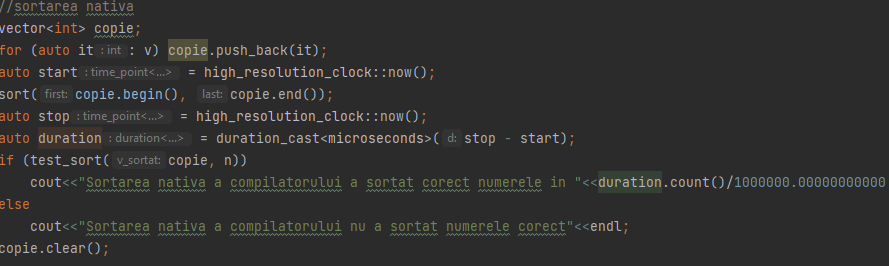 //sortarea nativa
vector<int> copie;
for (auto it : int : v) copie.push_back(it);
auto start : time_point<...> = high_resolution_clock::now();
sort( first: copie.begin(), last: copie.end());
auto stop : time_point<...> = high_resolution_clock::now();
auto duration : duration<...> = duration_cast<microseconds>( d: stop - start);
if (test_sort( v_sortat: copie, n))
cout<<"Sortarea nativa a compilatorului a sortat corect numerele in "<<duration.count()/1000000.00000000000
else
cout<<"Sortarea nativa a compilatorului nu a sortat numerele corect"<<endl;
copie.clear();